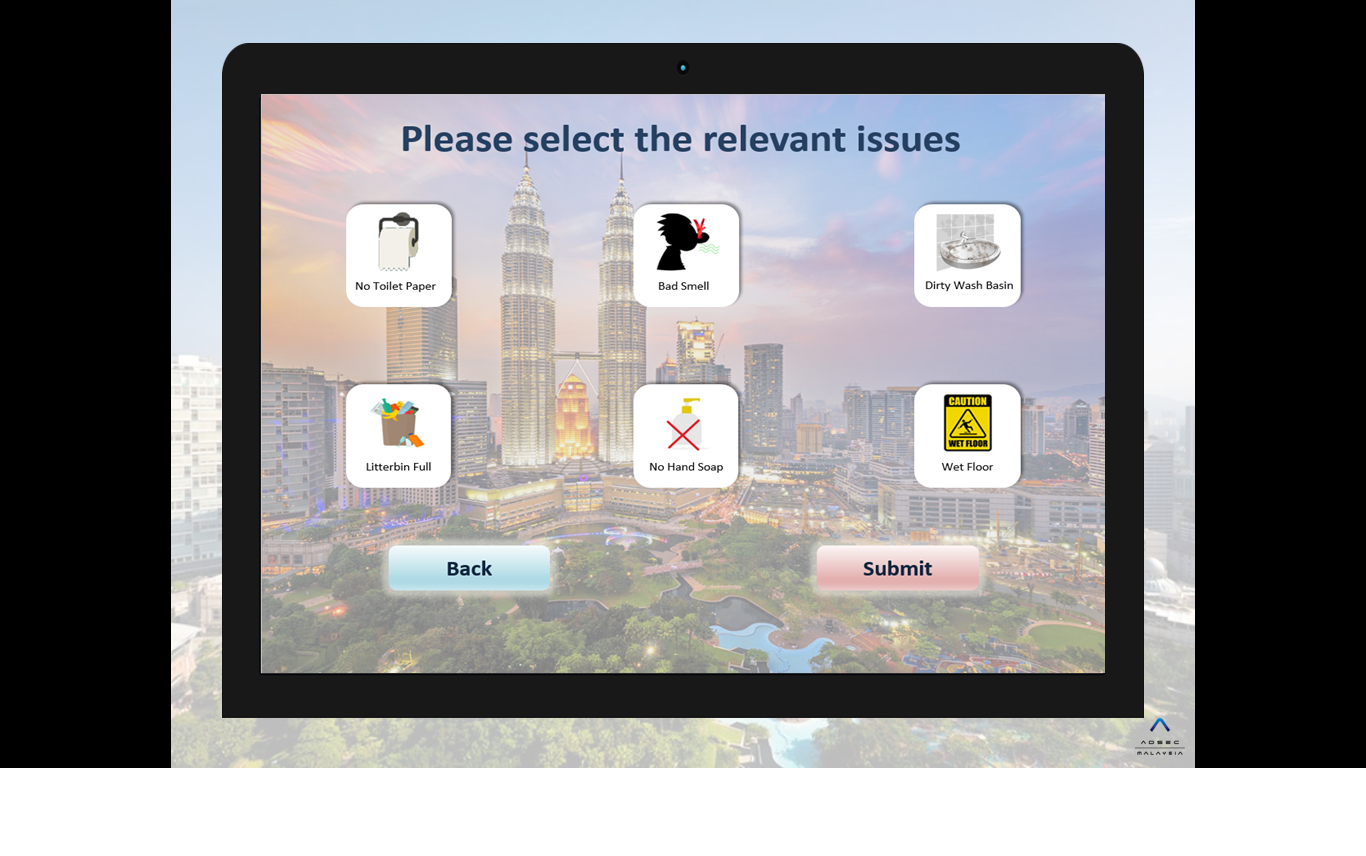 Please select the relevant issues
No Toilet Paper
Bad Smell
Dirty Wash Basin
CAUTION
WET FLOOR
Litterbin Full
No Hand Soap
Wet Floor
Back
Submit
ADSEC
MALAYSIA